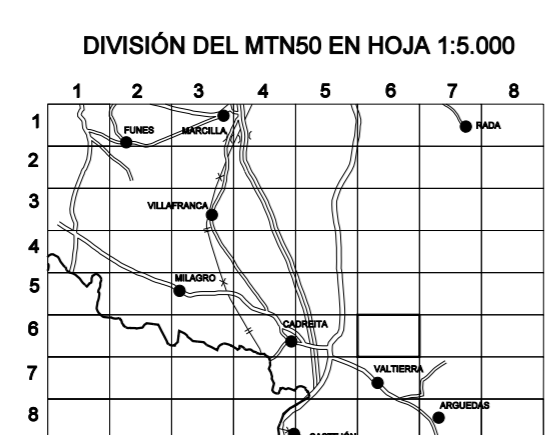 DIVISIÓN DEL MTN50 EN HOJA 1:5.000
1 2 3 4 5 6 7 8
1
FUNES
MARCILLA
RADA
2
3
VILLAFRANCA
4
5
MILAGRO
6
CADREITA
7
VALTIERRA
8
ARGUEDAS